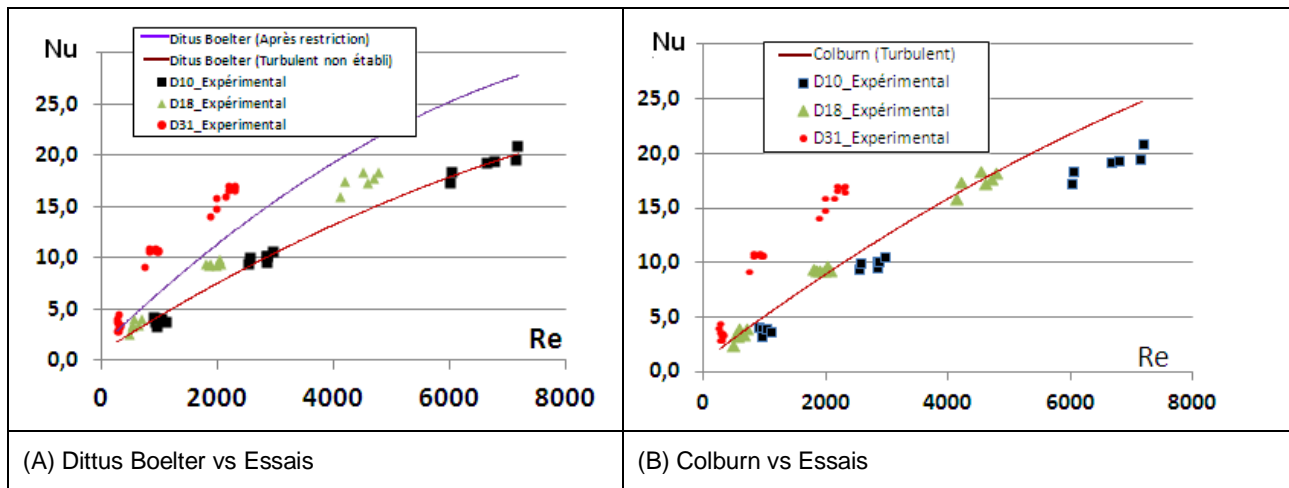 Nu
Ditus Boelter (Après restriction)
Ditus Boelter (Turbulent non établi)
D10_Expérimental
D18_Expérimental
D31_Experimental
25,0
20,0
15,0
10,0
5,0
0,0
Re
0 2000 4000 6000 8000
Nu
Colburn (Turbulent)
D10_Expérimental
D18_Expérimental
D31_Experimental
25,0
20,0
15,0
10,0
5,0
0,0
Re
0 2000 4000 6000 8000
(A) Dittus Boelter vs Essais
(B) Colburn vs Essais